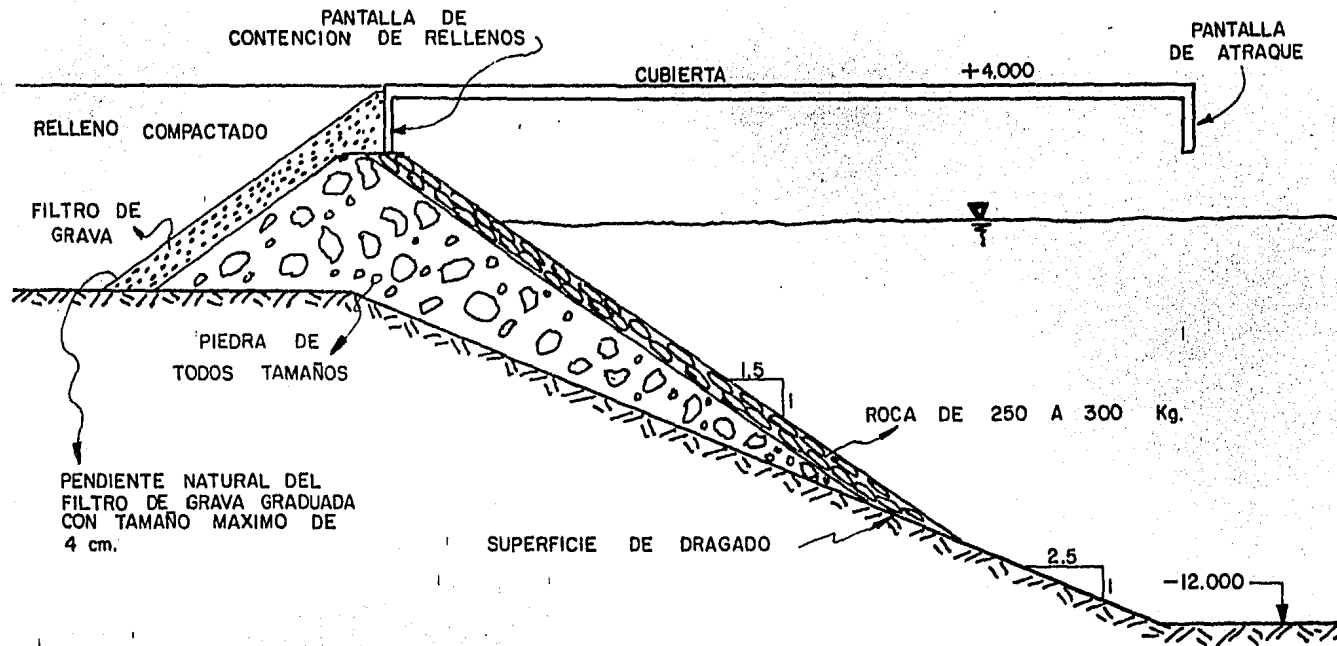 PANTALLA DE
CONTENCION DE RELLENOS
PANTALLA
DE ATRAQUE
CUBIERTA
+4,000
RELLENO COMPACTADO
FILTRO DE
GRAVA
PIEDRA DE
TODOS TAMAÑOS
1.5
1
ROCA DE 250 A 300 Kg.
PENDIENTE NATURAL DEL
FILTRO DE GRAVA GRADUADA
CON TAMAÑO MAXIMO DE
4 cm.
SUPERFICIE DE DRAGADO
2.5
1
-12.000